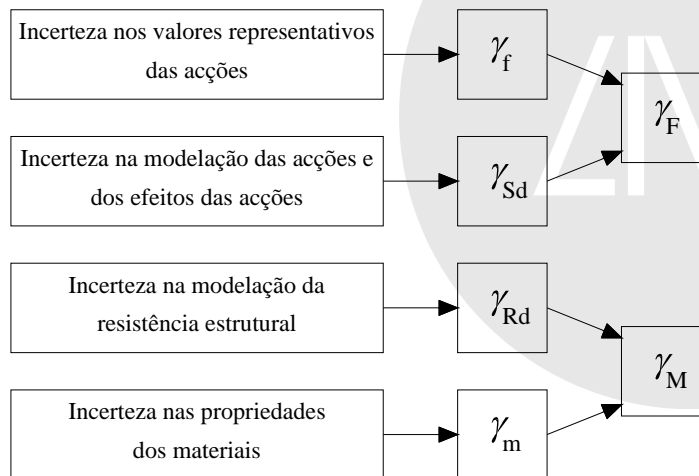 Incerteza nos valores representativos
das acções
γf
γF
Incerteza na modelação das acções e
dos efeitos das acções
γSd
Incerteza na modelação da
resistência estrutural
γRd
γM
Incerteza nas propriedades
dos materiais
γm